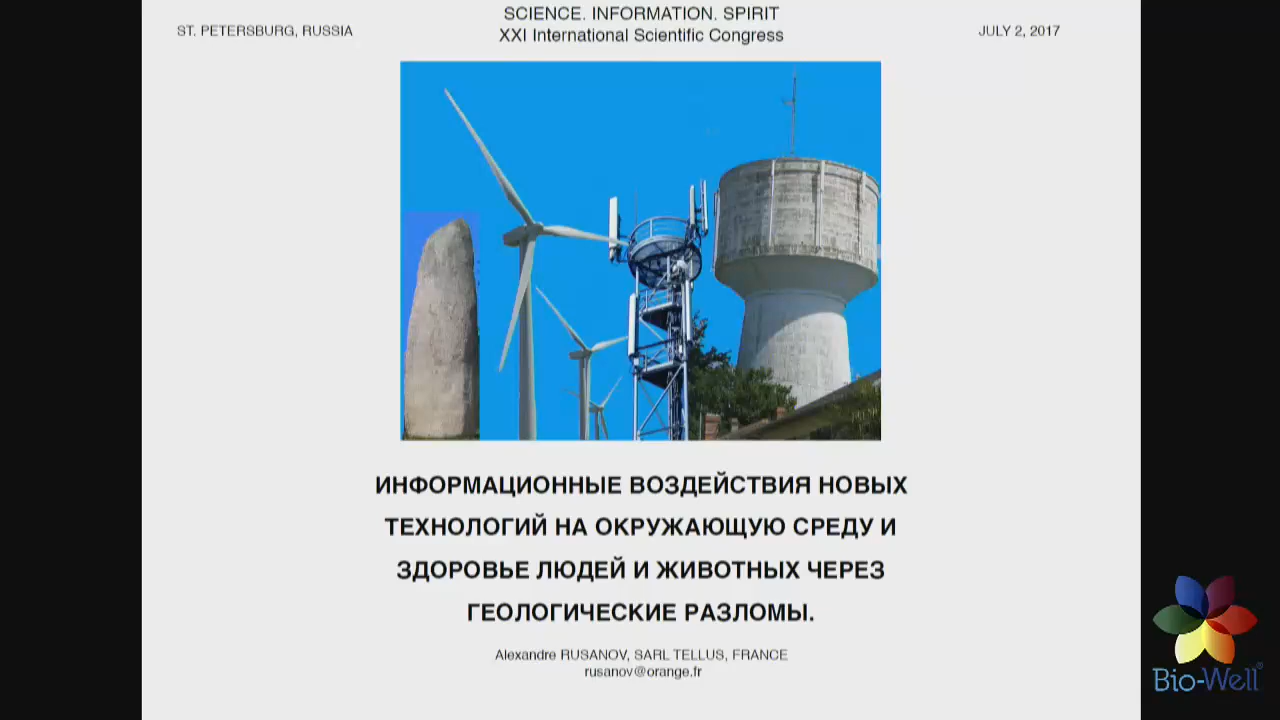 SCIENCE. INFORMATION. SPIRIT
ST. PETERSBURG, RUSSIA
XXI International Scientific Congress
JULY 2, 2017
ИНФОРМАЦИОННЫЕ ВОЗДЕЙСТВИЯ НОВЫХ
ТЕХНОЛОГИЙ НА ОКРУЖАЮЩУЮ СРЕДУ И
ЗДОРОВЬЕ ЛЮДЕЙ И ЖИВОТНЫХ ЧЕРЕЗ
ГЕОЛОГИЧЕСКИЕ РАЗЛОМЫ.
Alexandre RUSANOV, SARL TELLUS, FRANCE
rusanov@orange.fr
Bio-Well®